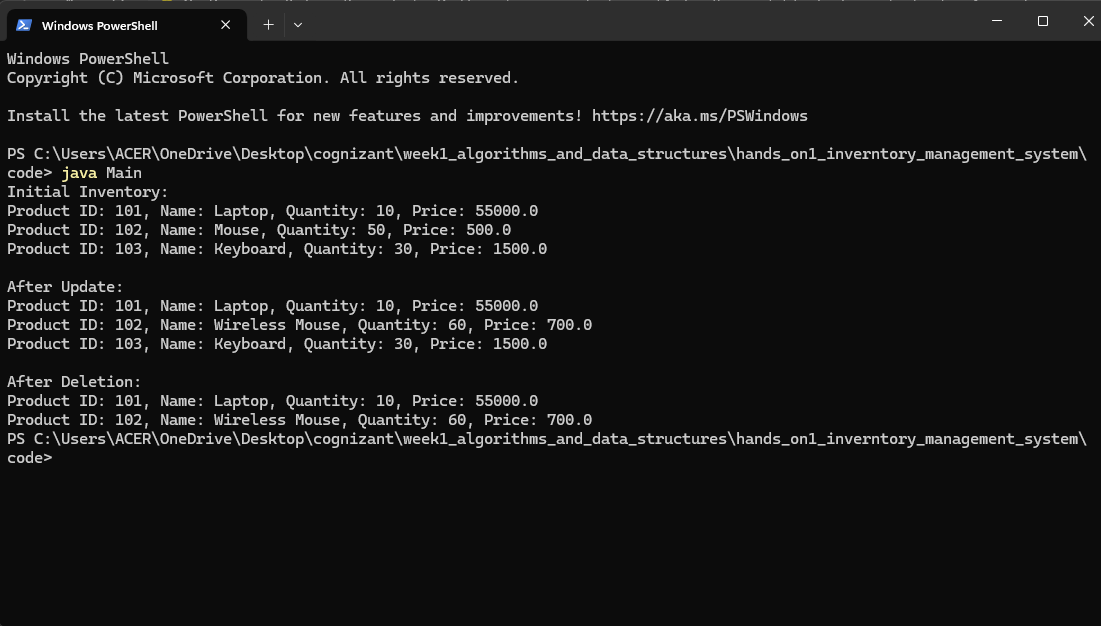 Windows PowerShell
Windows PowerShell
Copyright (C) Microsoft Corporation. All rights reserved.
Install the latest PowerShell for new features and improvements! https://aka.ms/PSWindows
PS C:\Users\ACER\OneDrive\Desktop\cognizant\week1_algorithms_and_data_structures\hands_on1_inverntory_management_system\
code> java Main
Initial Inventory:
Product ID: 101, Name: Laptop, Quantity: 10, Price: 55000.0
Product ID: 102, Name: Mouse, Quantity: 50, Price: 500.0
Product ID: 103, Name: Keyboard, Quantity: 30, Price: 1500.0
After Update:
Product ID: 101, Name: Laptop, Quantity: 10, Price: 55000.0
Product ID: 102, Name: Wireless Mouse, Quantity: 60, Price: 700.0
Product ID: 103, Name: Keyboard, Quantity: 30, Price: 1500.0
After Deletion:
Product ID: 101, Name: Laptop, Quantity: 10, Price: 55000.0
Product ID: 102, Name: Wireless Mouse, Quantity: 60, Price: 700.0
PS C:\Users\ACER\OneDrive\Desktop\cognizant\week1_algorithms_and_data_structures\hands_on1_inverntory_management_system\
code>